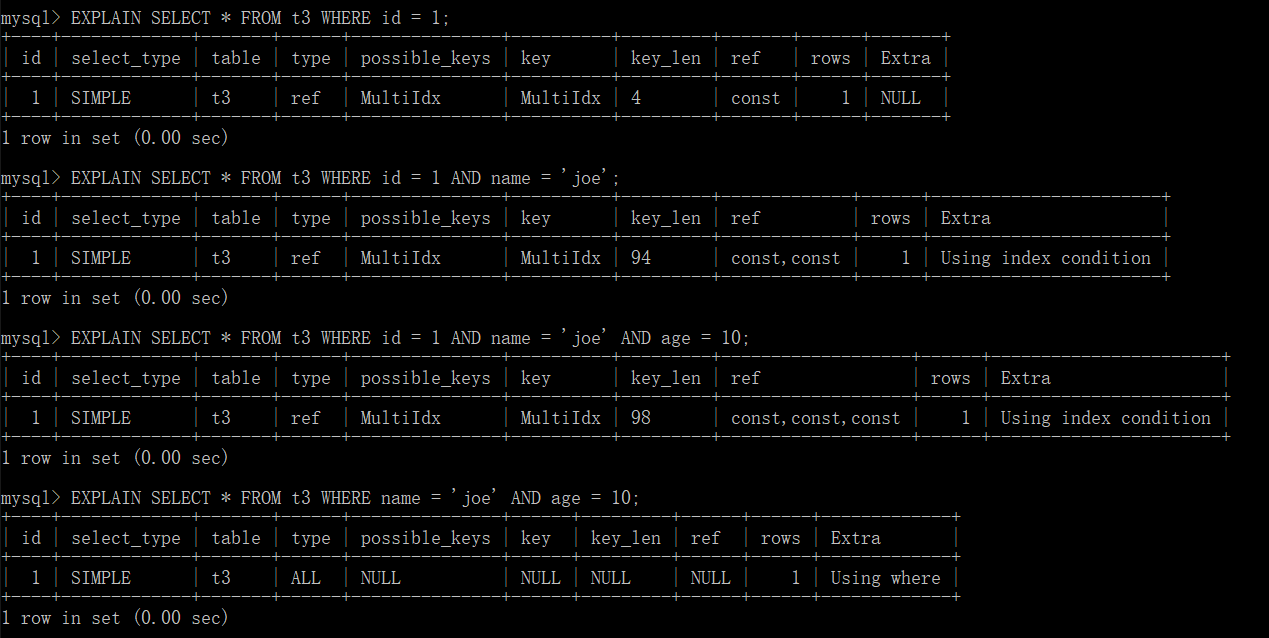 mysql> EXPLAIN SELECT * FROM t3 WHERE id = 1;
+----+-------------+-------+------+---------------+----------+---------+-------+------+-------+
| id | select_type | table | type | possible_keys | key      | key_len | ref   | rows | Extra |
+----+-------------+-------+------+---------------+----------+---------+-------+------+-------+
|  1 | SIMPLE      | t3    | ref  | MultiIdx      | MultiIdx | 4       | const |    1 | NULL  |
+----+-------------+-------+------+---------------+----------+---------+-------+------+-------+
1 row in set (0.00 sec)
mysql> EXPLAIN SELECT * FROM t3 WHERE id = 1 AND name = 'joe';
+----+-------------+-------+------+---------------+----------+---------+-------------+------+-----------------------+
| id | select_type | table | type | possible_keys | key      | key_len | ref         | rows | Extra                 |
+----+-------------+-------+------+---------------+----------+---------+-------------+------+-----------------------+
|  1 | SIMPLE      | t3    | ref  | MultiIdx      | MultiIdx | 94      | const,const |    1 | Using index condition |
+----+-------------+-------+------+---------------+----------+---------+-------------+------+-----------------------+
1 row in set (0.00 sec)
mysql> EXPLAIN SELECT * FROM t3 WHERE id = 1 AND name = 'joe' AND age = 10;
+----+-------------+-------+------+---------------+----------+---------+-------------------+------+-----------------------+
| id | select_type | table | type | possible_keys | key      | key_len | ref               | rows | Extra                 |
+----+-------------+-------+------+---------------+----------+---------+-------------------+------+-----------------------+
|  1 | SIMPLE      | t3    | ref  | MultiIdx      | MultiIdx | 98      | const,const,const |    1 | Using index condition |
+----+-------------+-------+------+---------------+----------+---------+-------------------+------+-----------------------+
1 row in set (0.00 sec)
mysql> EXPLAIN SELECT * FROM t3 WHERE name = 'joe' AND age = 10;
+----+-------------+-------+------+---------------+------+---------+------+------+-------------+
| id | select_type | table | type | possible_keys | key  | key_len | ref  | rows | Extra       |
+----+-------------+-------+------+---------------+------+---------+------+------+-------------+
|  1 | SIMPLE      | t3    | ALL  | NULL          | NULL | NULL    | NULL |    1 | Using where |
+----+-------------+-------+------+---------------+------+---------+------+------+-------------+
1 row in set (0.00 sec)